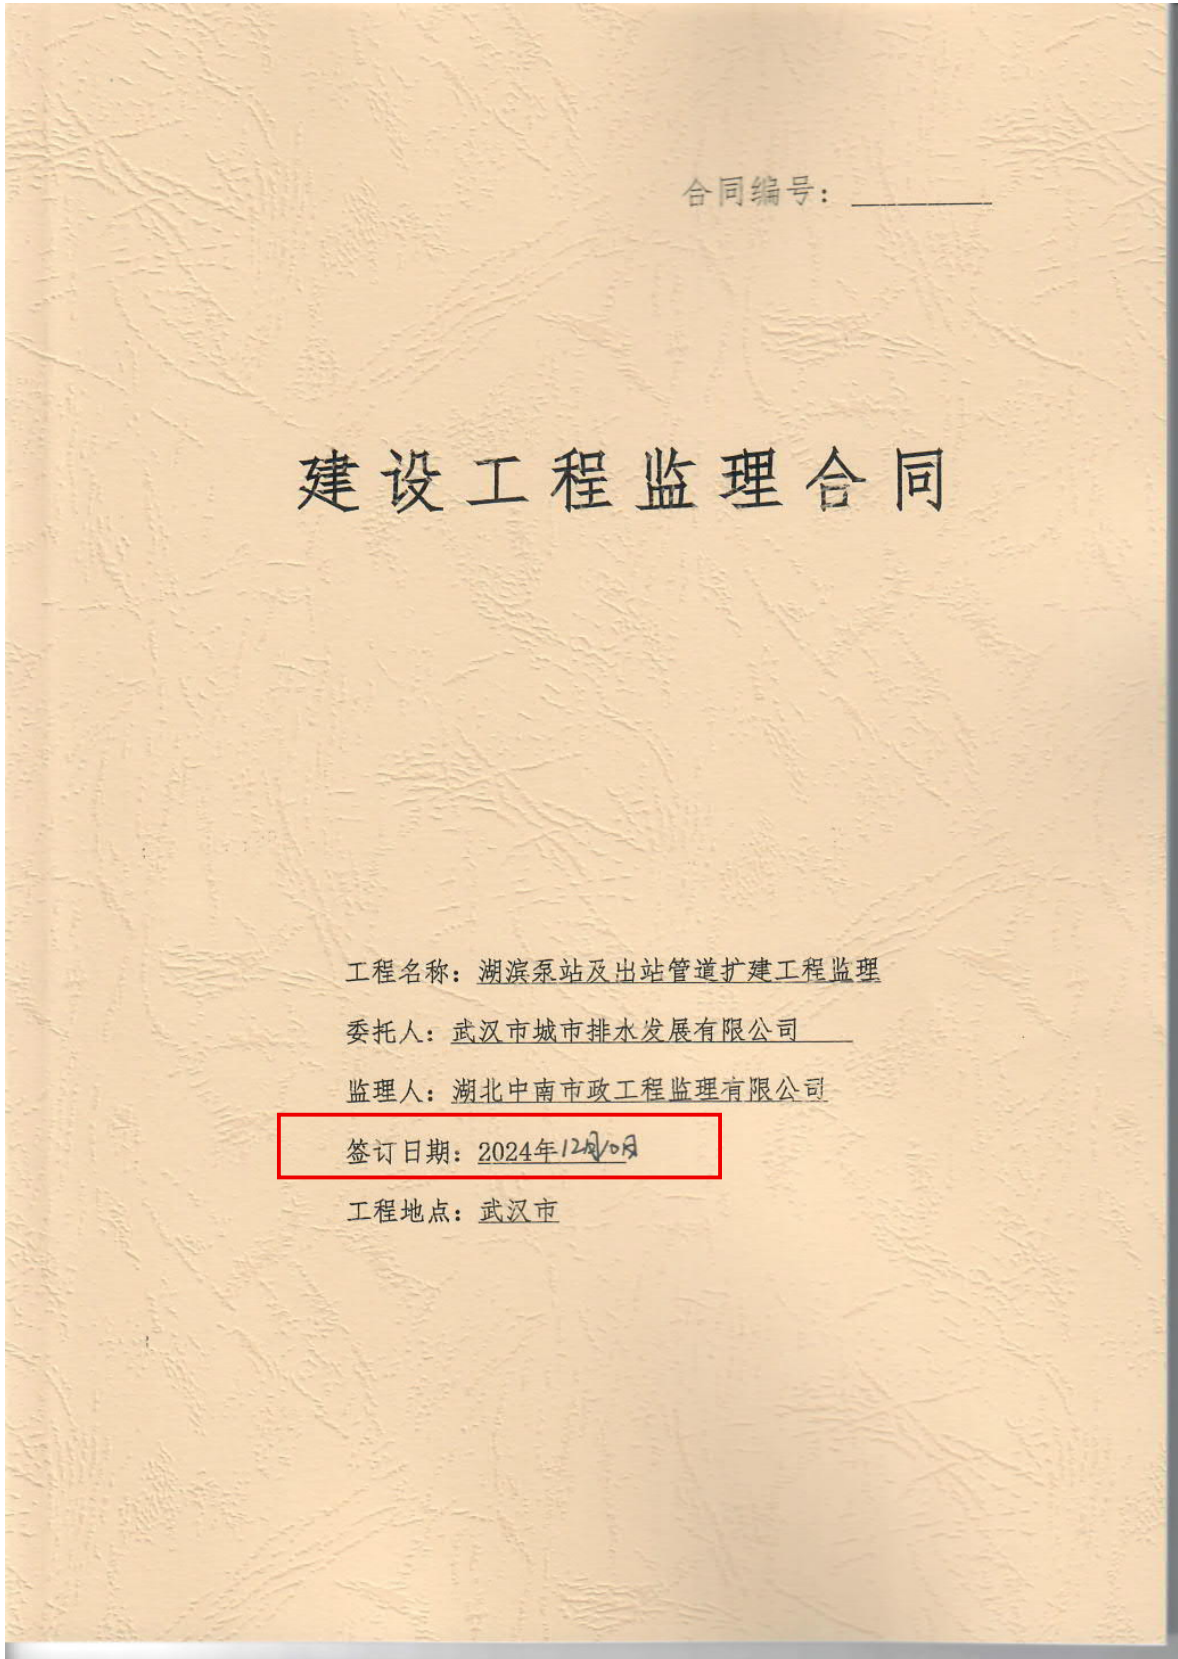 合同编号：
建设工程监理合同
工程名称：湖滨泵站及出站管道扩建工程监理
委托人：武汉市城市排水发展有限公司
监理人：湖北中南市政工程监理有限公司
签订日期：2024年12月10日
工程地点：武汉市